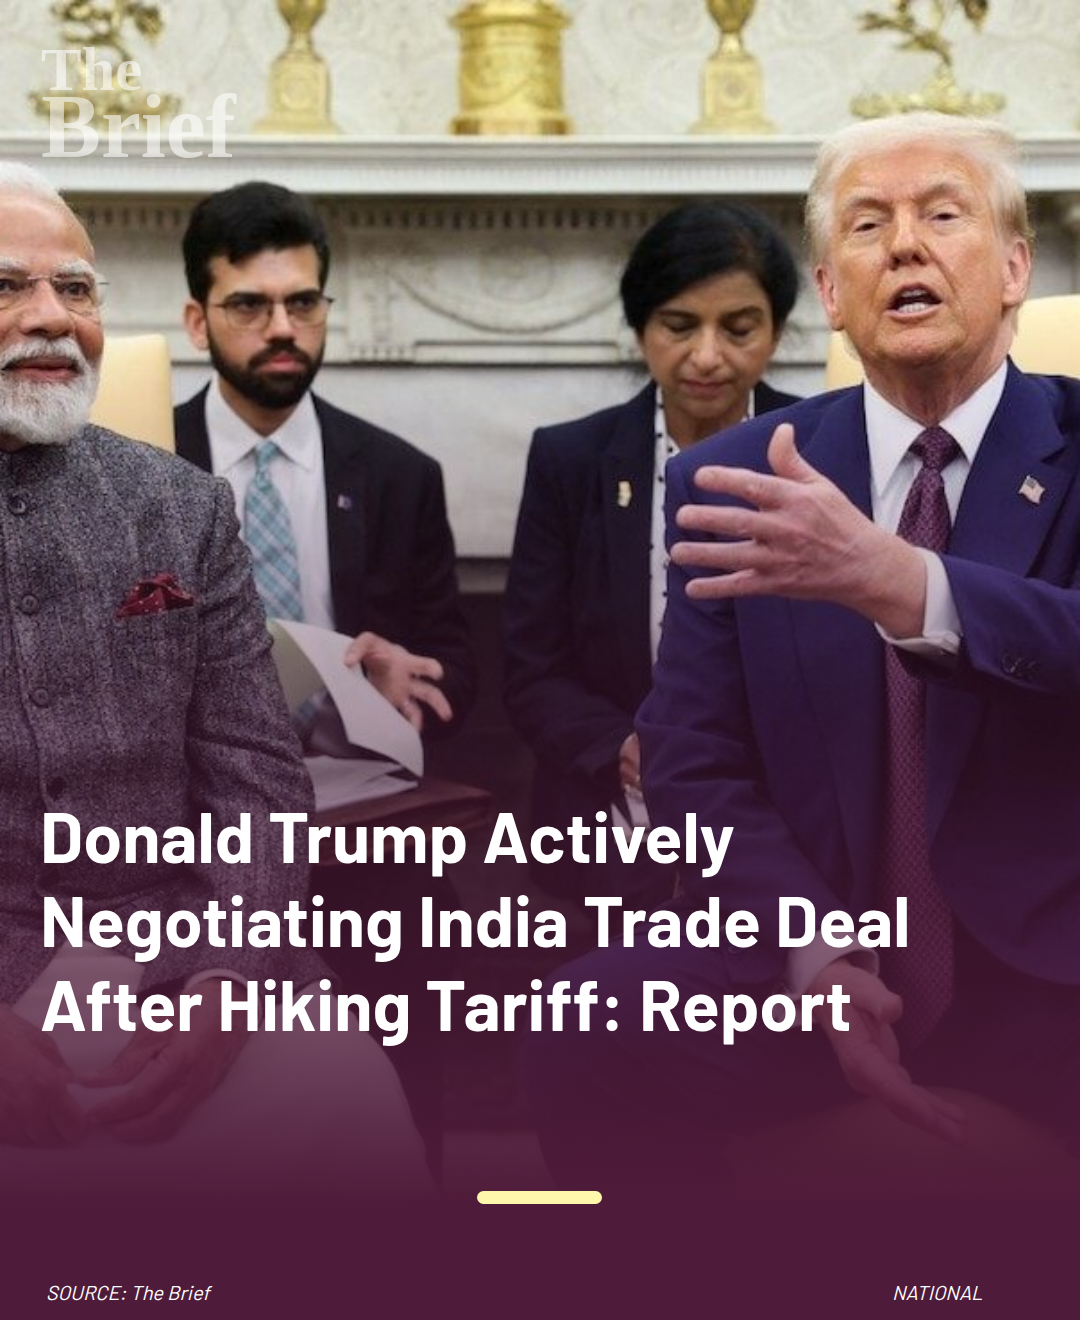 The
Brief
Donald Trump Actively
Negotiating India Trade Deal
After Hiking Tariff: Report
SOURCE: The Brief
NATIONAL